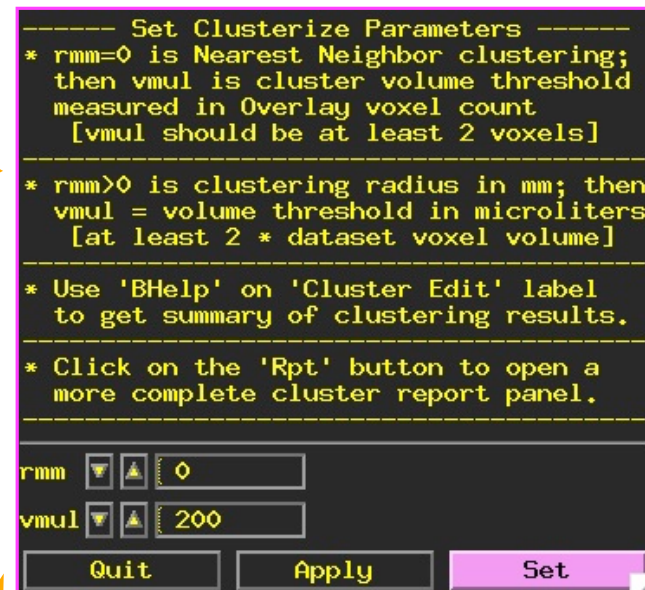 ------ Set Clusterize Parameters ------
* rmm=0 is Nearest Neighbor clustering;
then vmul is cluster volume threshold
measured in Overlay voxel count
[vmul should be at least 2 voxels]
* rmm>0 is clustering radius in mm; then
vmul = volume threshold in microliters
[at least 2 * dataset voxel volume]
* Use 'BHelp' on 'Cluster Edit' label
to get summary of clustering results.
* Click on the 'Rpt' button to open a
more complete cluster report panel.
rmm 0
vmul 200
Quit Apply Set